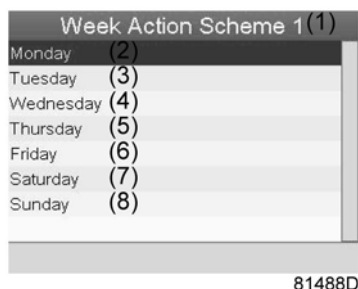 Week Action Scheme 1(1)
Monday (2)
Tuesday (3)
Wednesday (4)
Thursday (5)
Friday (6)
Saturday (7)
Sunday (8)
81488D